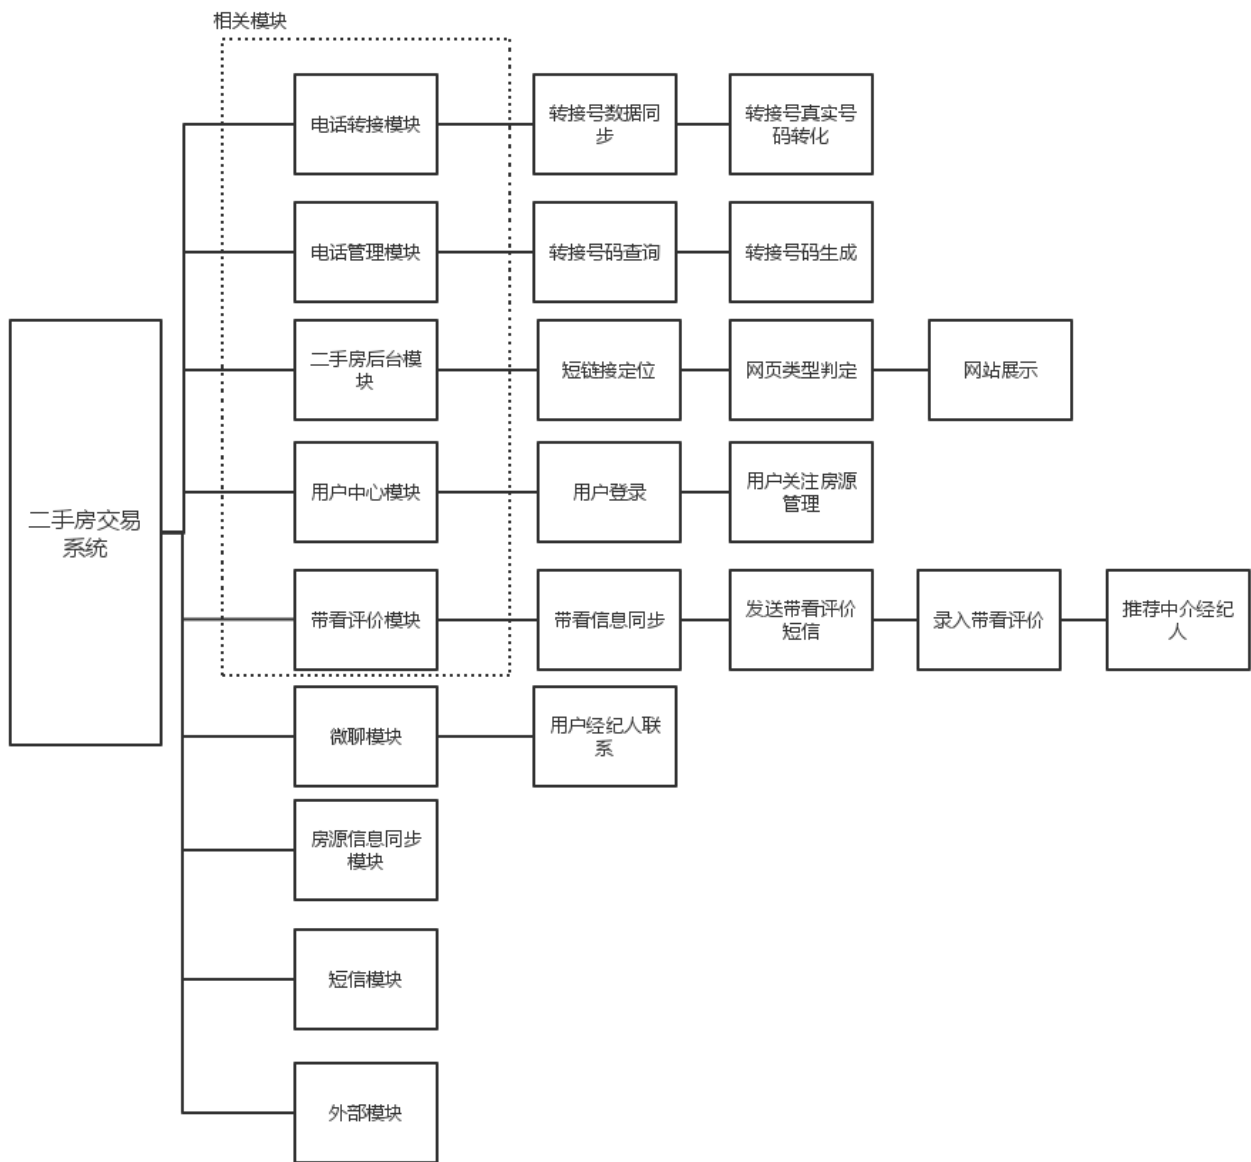 相关模块
电话转接模块
转接号数据同
步
转接号真实号
码转化
电话管理模块
转接号码查询
转接号码生成
二手房后台模
块
短链接定位
网页类型判定
网站展示
用户中心模块
用户登录
用户关注房源
管理
二手房交易
系统
带看评价模块
带看信息同步
发送带看评价
短信
录入带看评价
推荐中介经纪
人
微聊模块
用户经纪人联
系
房源信息同步
模块
短信模块
外部模块